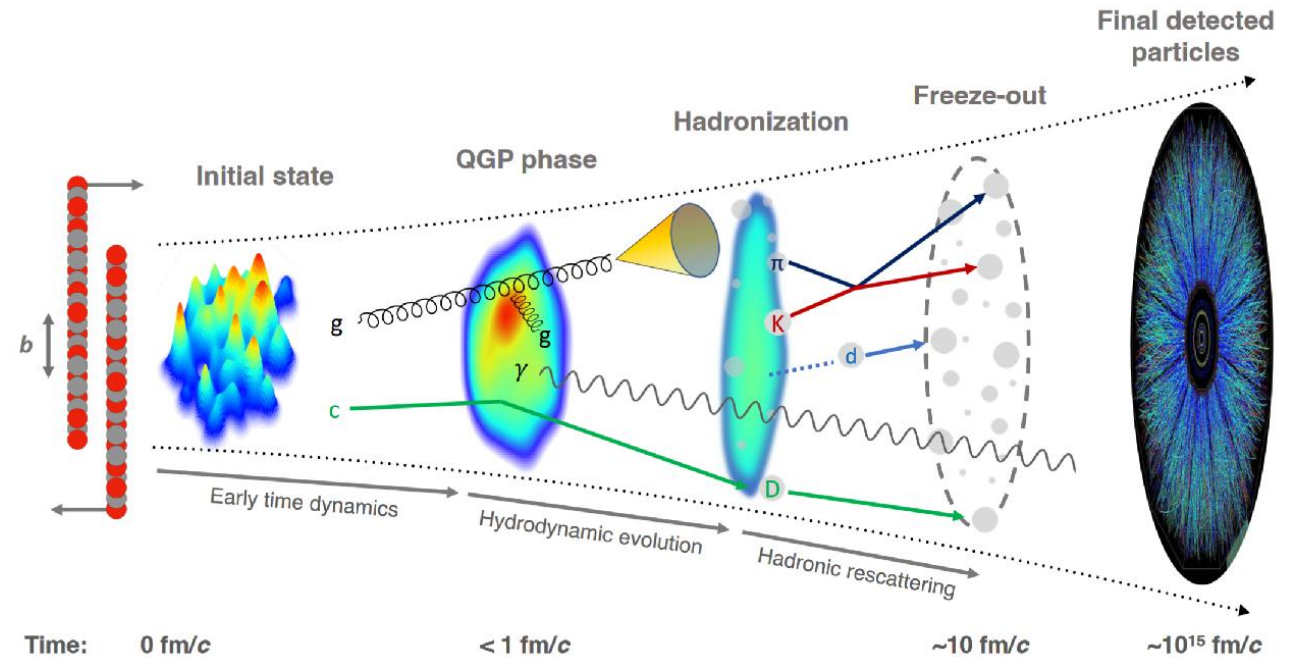 Final detected
particles
Freeze-out
Hadronization
QGP phase
Initial state
b
g
g
γ
c
π
K
d
D
Early time dynamics
Hydrodynamic evolution
Hadronic rescattering
Time: 0 fm/c < 1 fm/c ~10 fm/c ~10¹⁵ fm/c